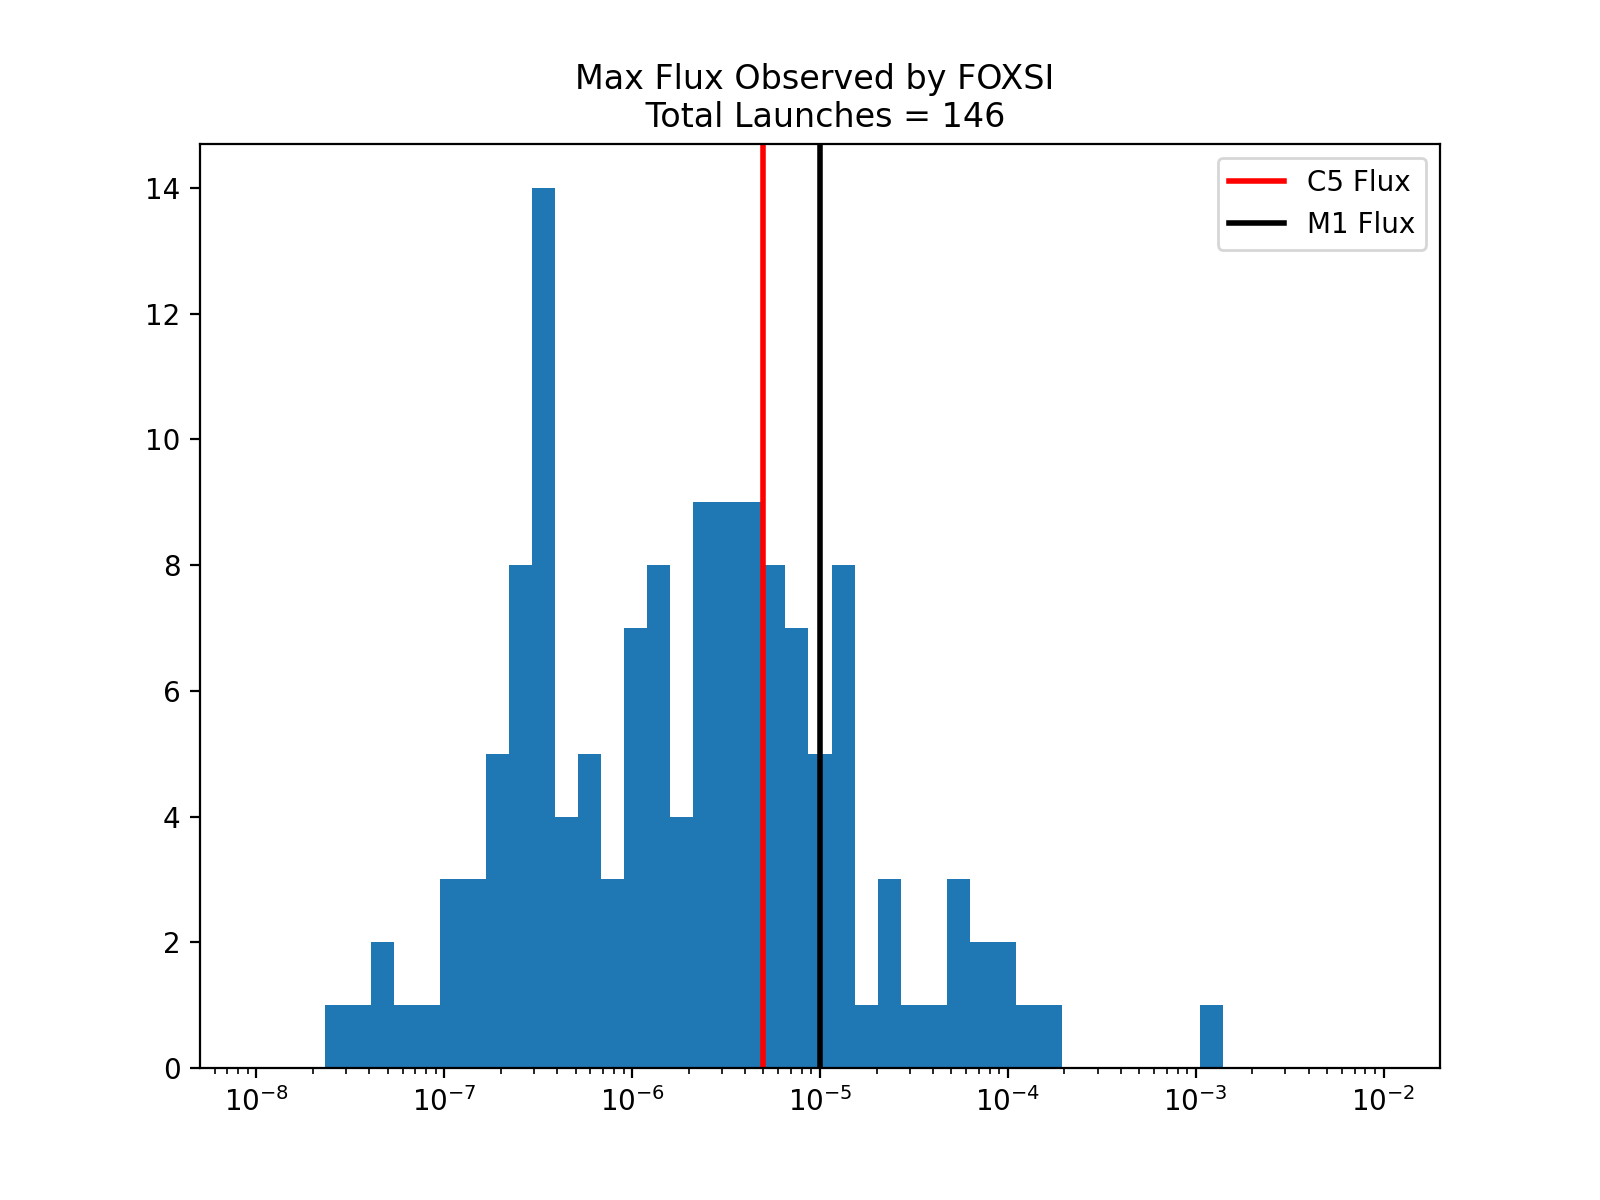 Max Flux Observed by FOXSI
Total Launches = 146
C5 Flux
M1 Flux
14
12
10
8
6
4
2
0
10⁻⁸ 10⁻⁷ 10⁻⁶ 10⁻⁵ 10⁻⁴ 10⁻³ 10⁻²